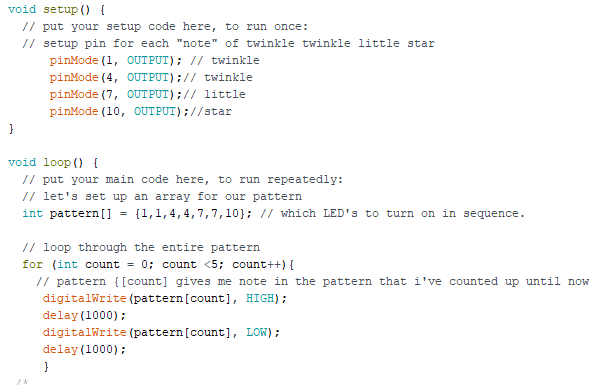 void setup() {
  // put your setup code here, to run once:
  // setup pin for each "note" of twinkle twinkle little star
      pinMode(1, OUTPUT); // twinkle
      pinMode(4, OUTPUT);// twinkle
      pinMode(7, OUTPUT);// little
      pinMode(10, OUTPUT);//star
}

void loop() {
  // put your main code here, to run repeatedly:
  // let's set up an array for our pattern
  int pattern[] = {1,1,4,4,7,7,10}; // which LED's to turn on in sequence.

  // loop through the entire pattern
  for (int count = 0; count <5; count++){
    // pattern {[count] gives me note in the pattern that i've counted up until now
     digitalWrite(pattern[count], HIGH);
     delay(1000);
     digitalWrite(pattern[count], LOW);
     delay(1000);
     }
 /*